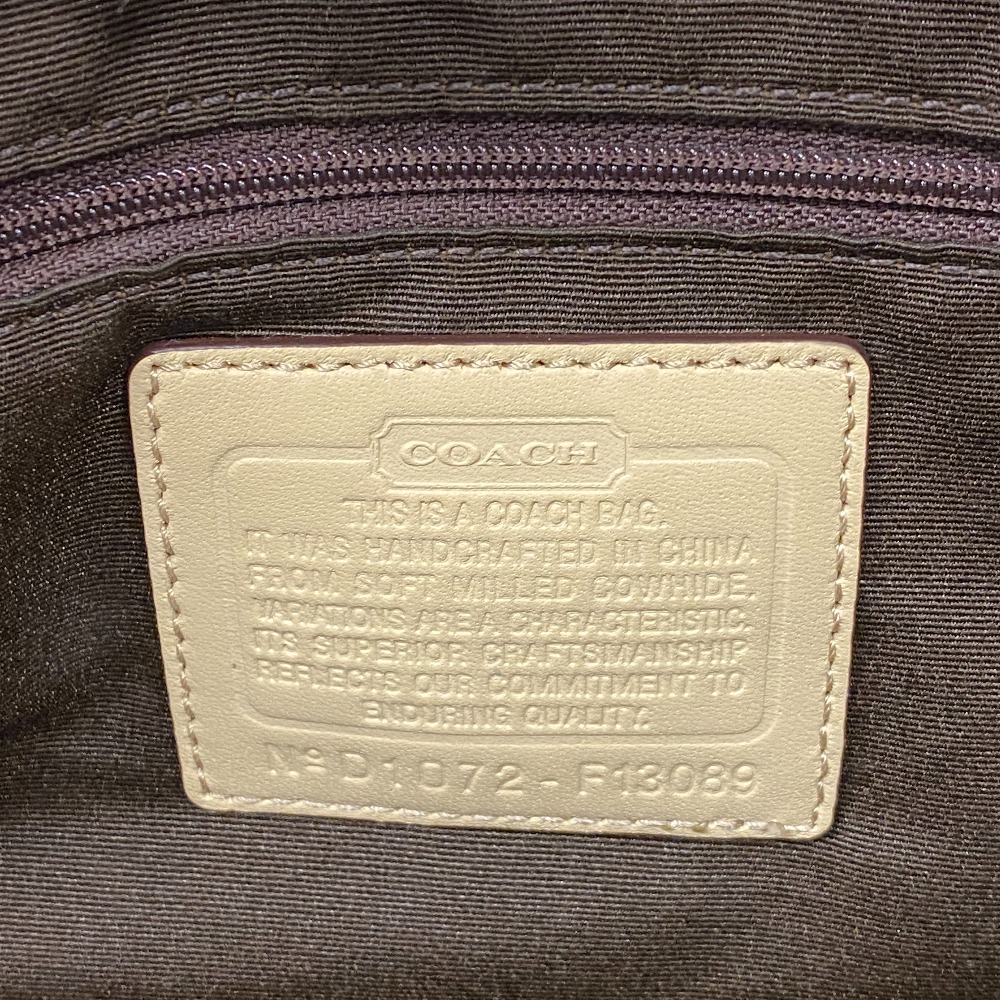 COACH
THIS IS A COACH BAG.
IT WAS HANDCRAFTED IN CHINA
FROM SOFT MILLED COWHIDE.
VARIATIONS ARE A CHARACTERISTIC.
ITS SUPERIOR CRAFTSMANSHIP
REFLECTS OUR COMMITMENT TO
ENDURING QUALITY.
Nº D1072-F13089